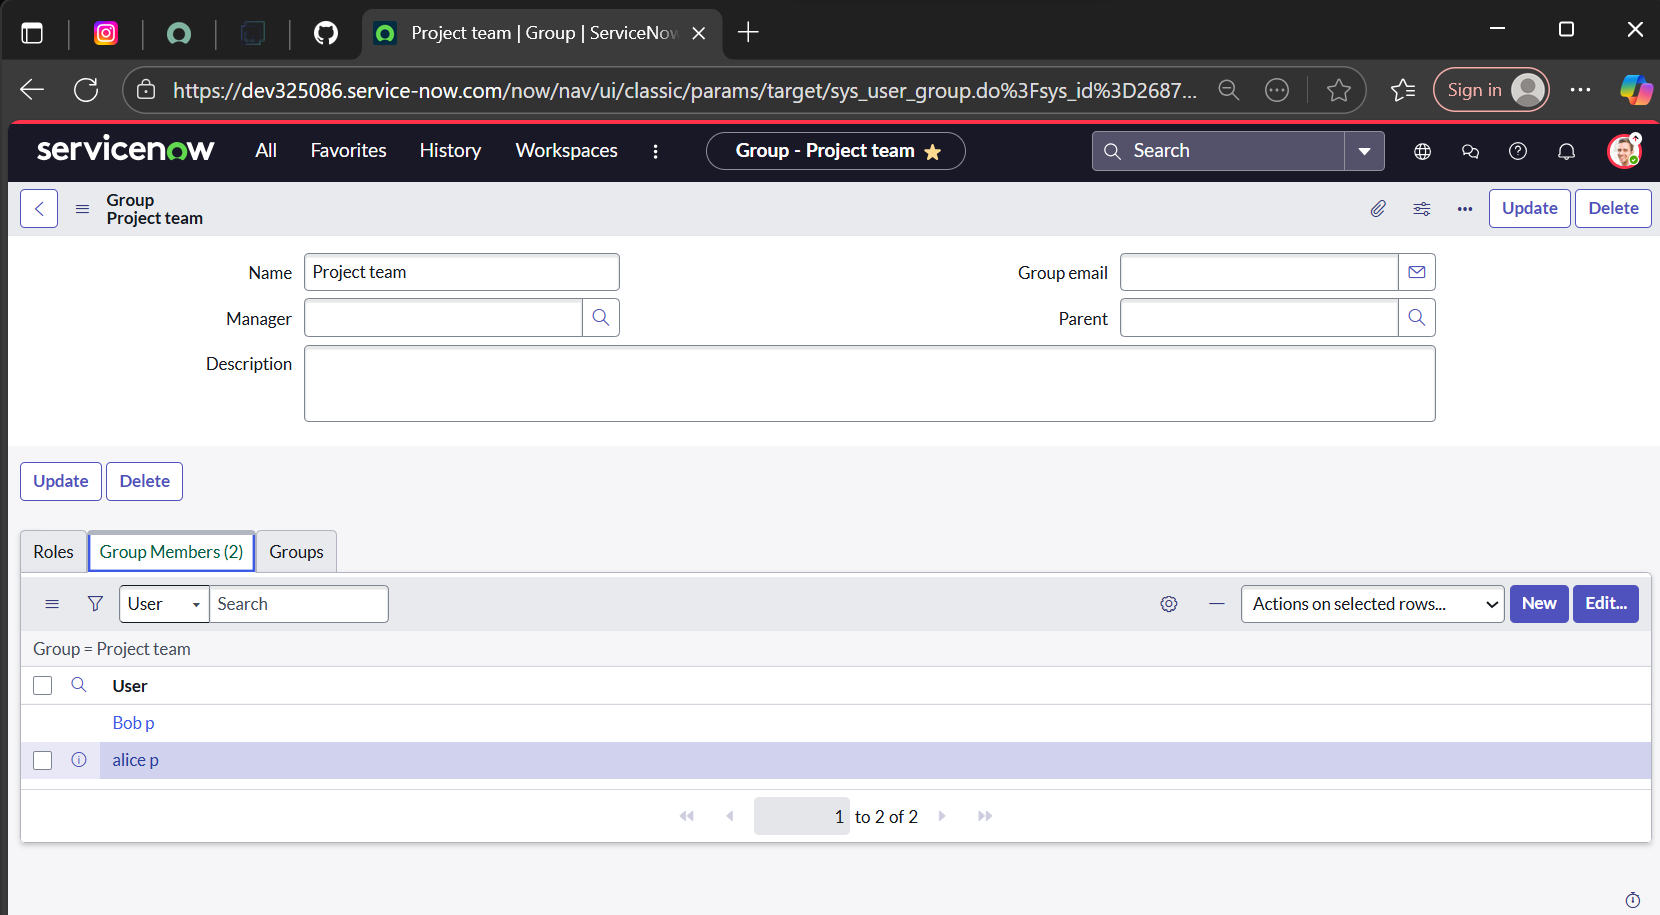 Project team | Group | ServiceNow
https://dev325086.service-now.com/now/nav/ui/classic/params/target/sys_user_group.do%3Fsys_id%3D2687...
Sign in
servicenow
All
Favorites
History
Workspaces
Group - Project team
Search
Group
Project team
Update
Delete
Name
Project team
Group email
Manager
Parent
Description
Update
Delete
Roles
Group Members (2)
Groups
User
Search
Actions on selected rows...
New
Edit...
Group = Project team
User
Bob p
alice p
1 to 2 of 2